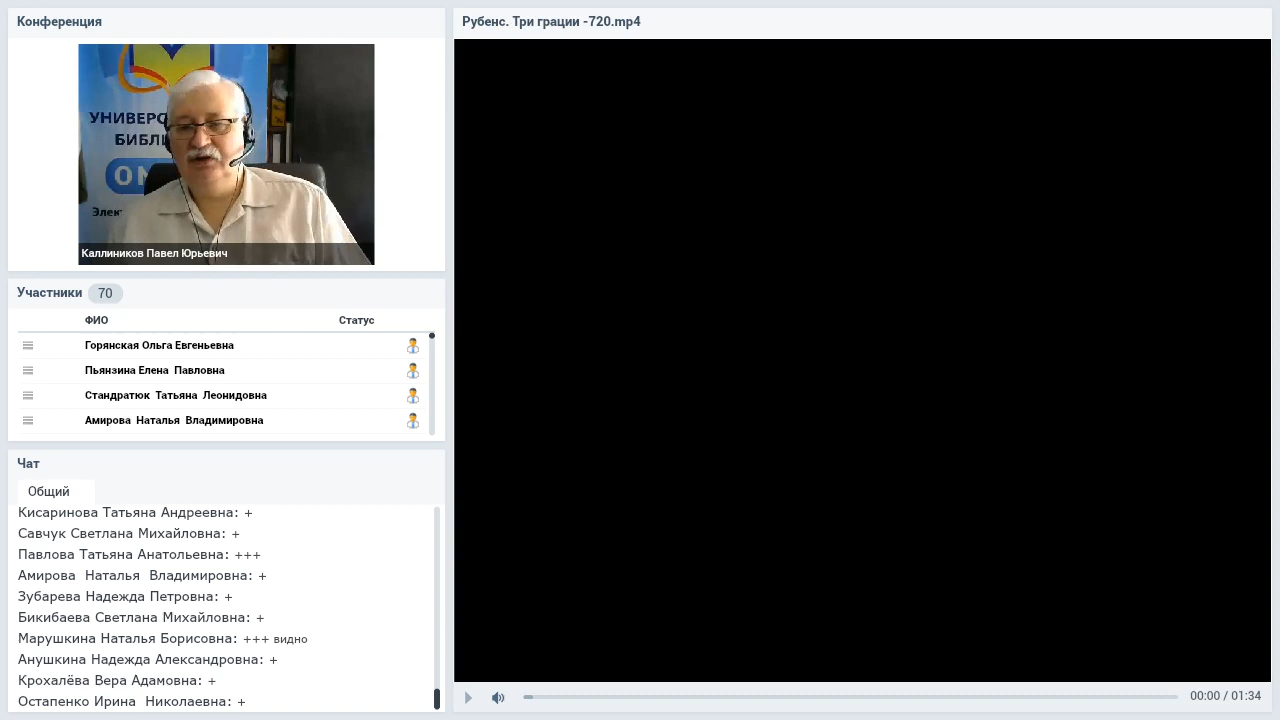 Конференция
УНИВЕРС
БИБЛИ
Элек
Каллиников Павел Юрьевич
Участники 70
ФИО Статус
Горянская Ольга Евгеньевна
Пьянзина Елена Павловна
Стандратюк Татьяна Леонидовна
Амирова Наталья Владимировна
Чат
Общий
Кисаринова Татьяна Андреевна: +
Савчук Светлана Михайловна: +
Павлова Татьяна Анатольевна: +++
Амирова Наталья Владимировна: +
Зубарева Надежда Петровна: +
Бикибаева Светлана Михайловна: +
Марушкина Наталья Борисовна: +++ видно
Анушкина Надежда Александровна: +
Крохалёва Вера Адамовна: +
Остапенко Ирина Николаевна: +
Рубенс. Три грации -720.mp4
00:00 / 01:34